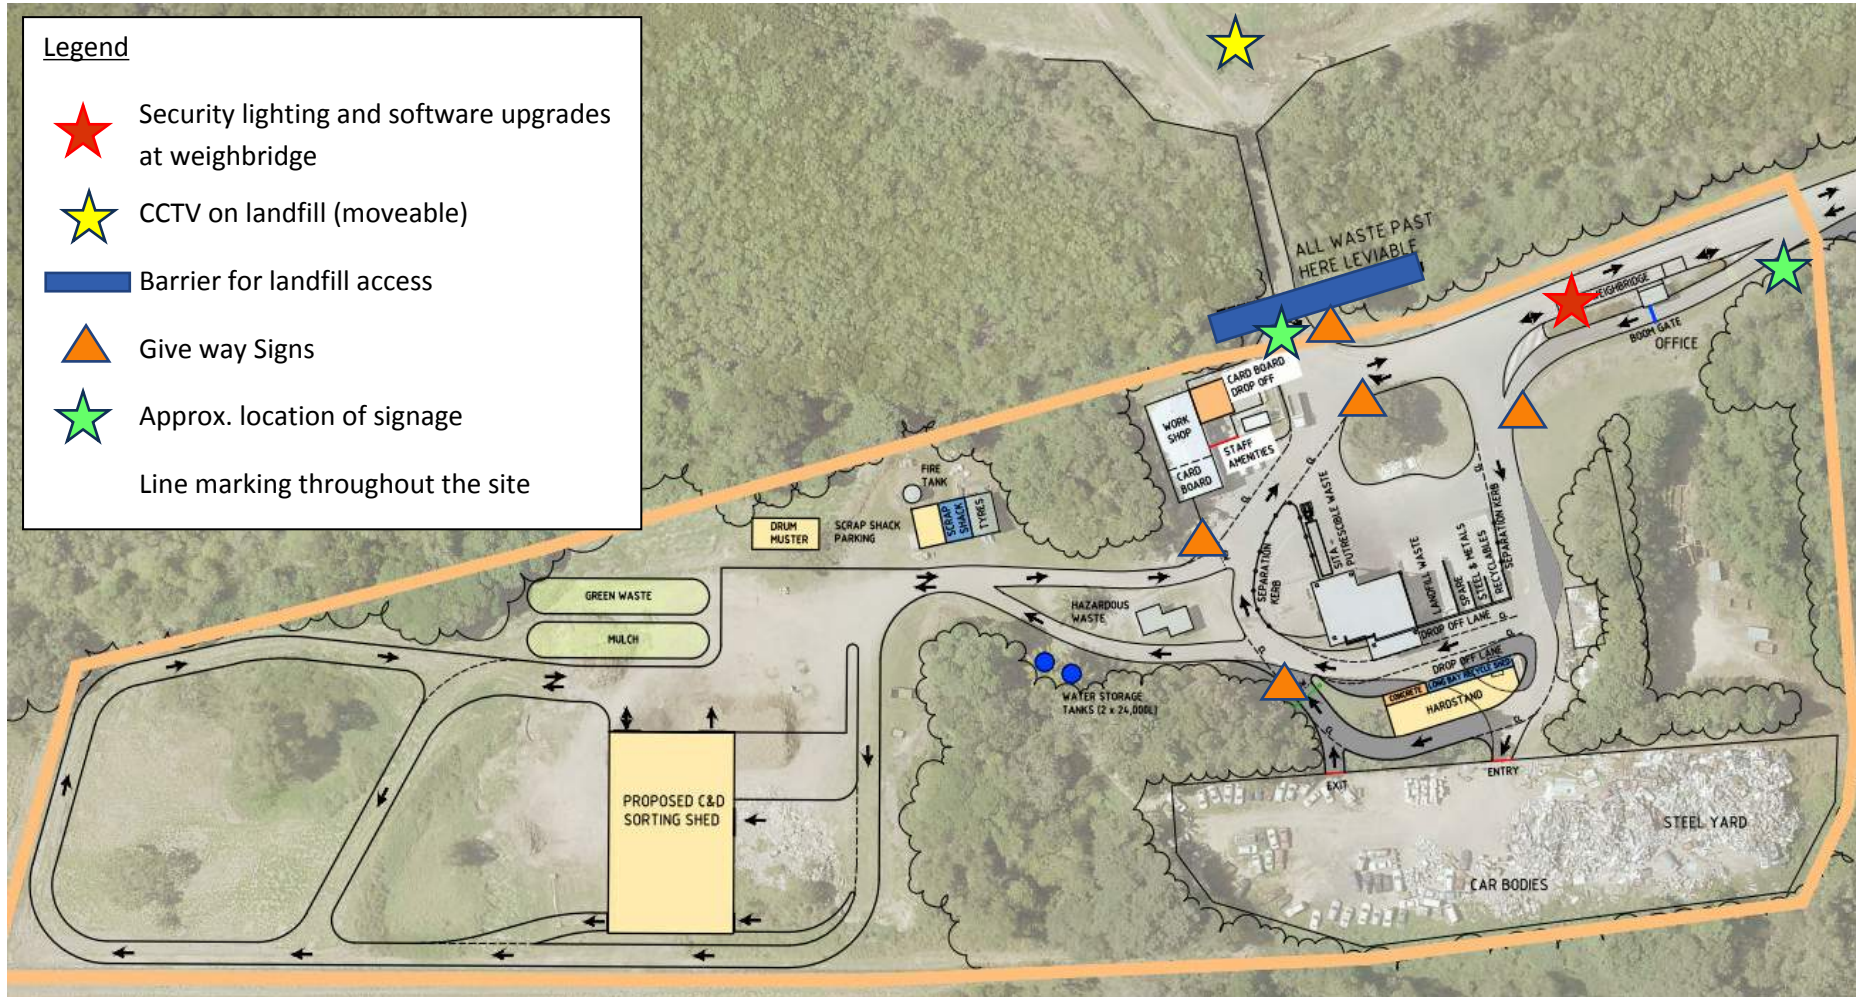 Legend
Security lighting and software upgrades
at weighbridge
CCTV on landfill (moveable)
Barrier for landfill access
Give way Signs
Approx. location of signage
Line marking throughout the site
ALL WASTE PAST
HERE LEVIABLE
WEIGHBRIDGE
BOOM GATE
OFFICE
CARD BOARD
DROP OFF
WORK
SHOP
CARD
BOARD
STAFF
AMENITIES
FIRE
TANK
SCRAP
SHACK
TYRES
DRUM
MUSTER
SCRAP SHACK
PARKING
SITA -
PUTRESCIBLE WASTE
SEPARATION
KERB
LANDFILL WASTE
SPARE
STEEL & METALS
RECYCLABLES
SEPARATION KERB
GREEN WASTE
MULCH
HAZARDOUS
WASTE
DROP OFF LANE
DROP OFF LANE
WATER STORAGE
TANKS (2 x 24,000L)
CONCRETE
LONG BAY RECYCLE SHED
HARDSTAND
EXIT
ENTRY
PROPOSED C&D
SORTING SHED
STEEL YARD
CAR BODIES